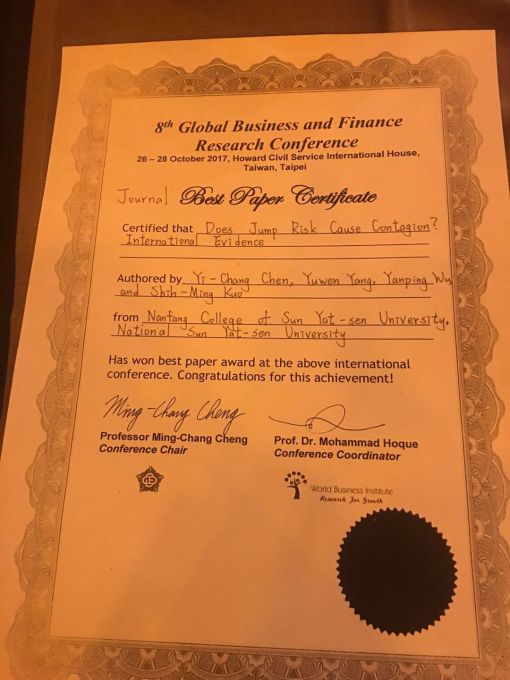 8th Global Business and Finance
Research Conference
26 – 28 October 2017, Howard Civil Service International House,
Taiwan, Taipei
Journal Best Paper Certificate
Certified that Does Jump Risk Cause Contagion?
International Evidence
Authored by Yi-Chang Chen, Yuwen Yang, Yanping Wu
and Shih-Ming Kuo
from Nanfang College of Sun Yat-sen University,
National Sun Yat-sen University
Has won best paper award at the above international
conference. Congratulations for this achievement!
Ming-Chang Cheng
Professor Ming-Chang Cheng
Conference Chair
Prof. Dr. Mohammad Hoque
Conference Coordinator
World Business Institute
Research For Growth